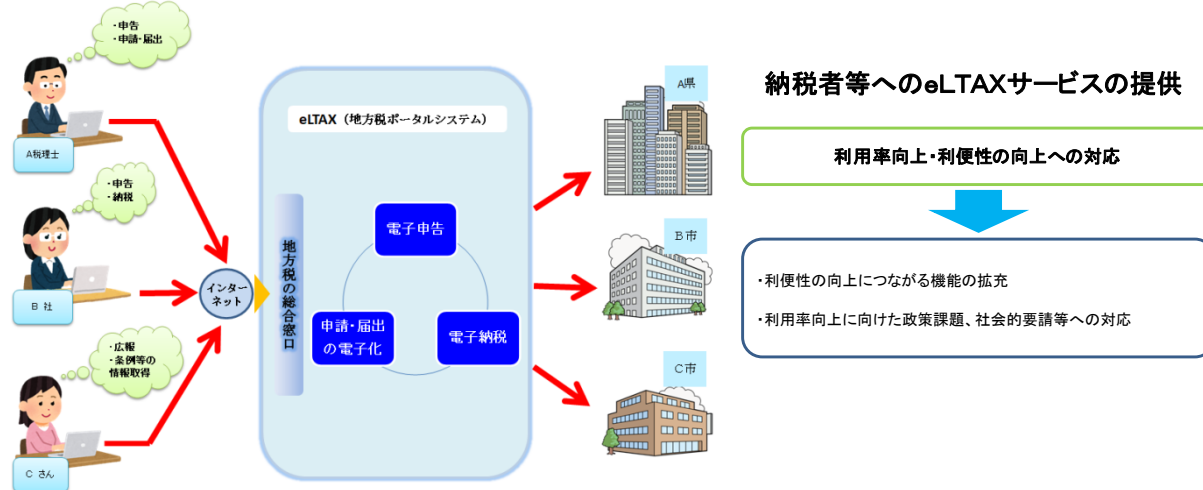 ・申告
・申請・届出
A税理士
・申告
・納税
B 社
・広報
・条例等の
情報取得
C さん
インター
ネット
eLTAX（地方税ポータルシステム）
地方税の総合窓口
電子申告
申請・届出
の電子化
電子納税
A県
B市
C市
納税者等へのeLTAXサービスの提供
利用率向上・利便性の向上への対応
・利便性の向上につながる機能の拡充
・利用率向上に向けた政策課題、社会的要請等への対応